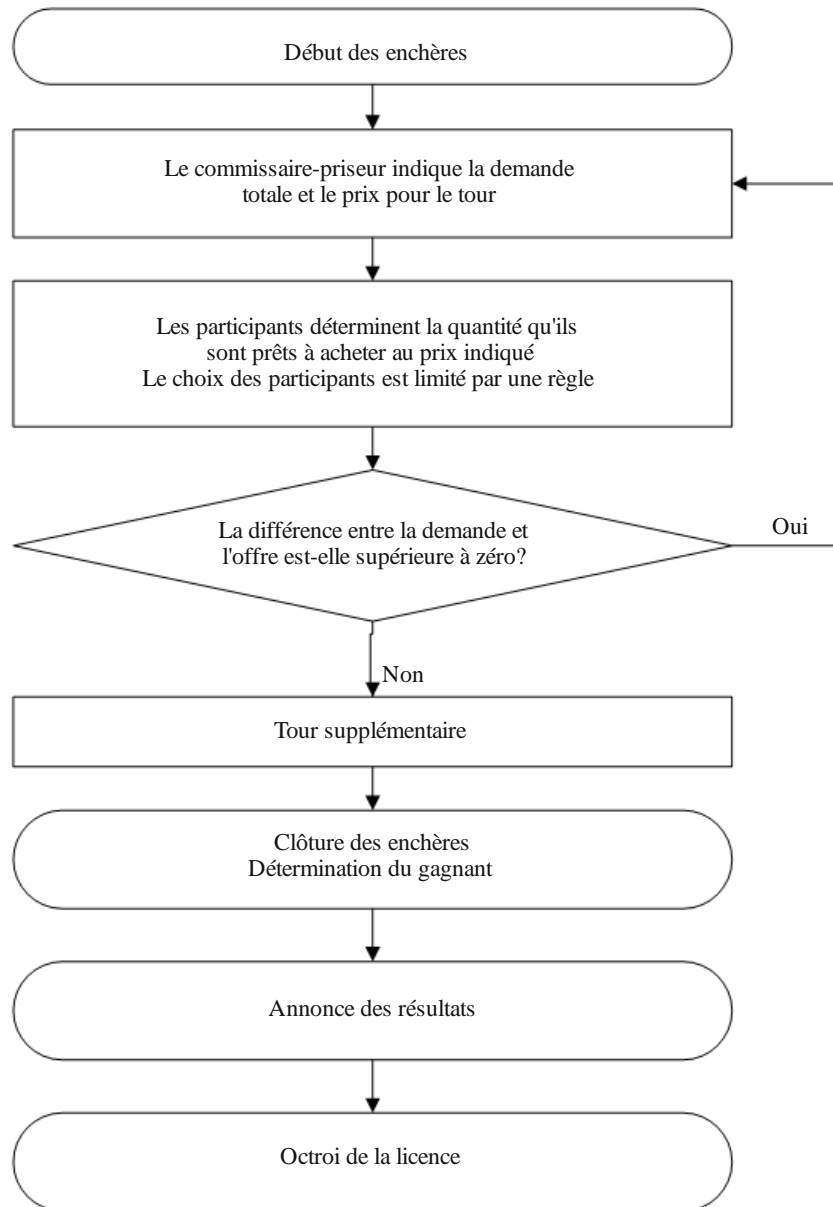 Début des enchères
Le commissaire-priseur indique la demande
totale et le prix pour le tour
Les participants déterminent la quantité qu'ils
sont prêts à acheter au prix indiqué
Le choix des participants est limité par une règle
La différence entre la demande et
l'offre est-elle supérieure à zéro?
Oui
Non
Tour supplémentaire
Clôture des enchères
Détermination du gagnant
Annonce des résultats
Octroi de la licence